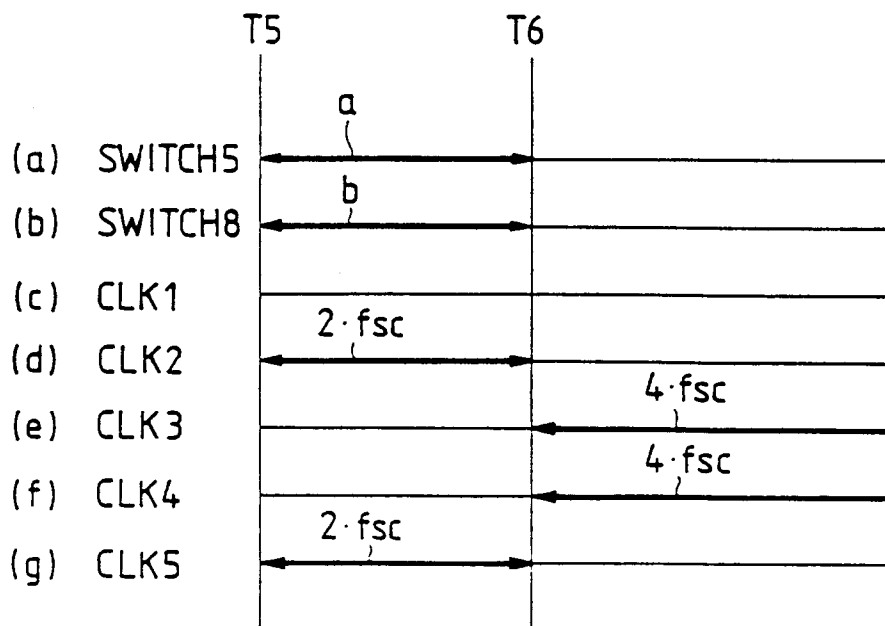 T5 T6
a
(a) SWITCH5
b
(b) SWITCH8
(c) CLK1
2·fsc
(d) CLK2
4·fsc
(e) CLK3
4·fsc
(f) CLK4
2·fsc
(g) CLK5